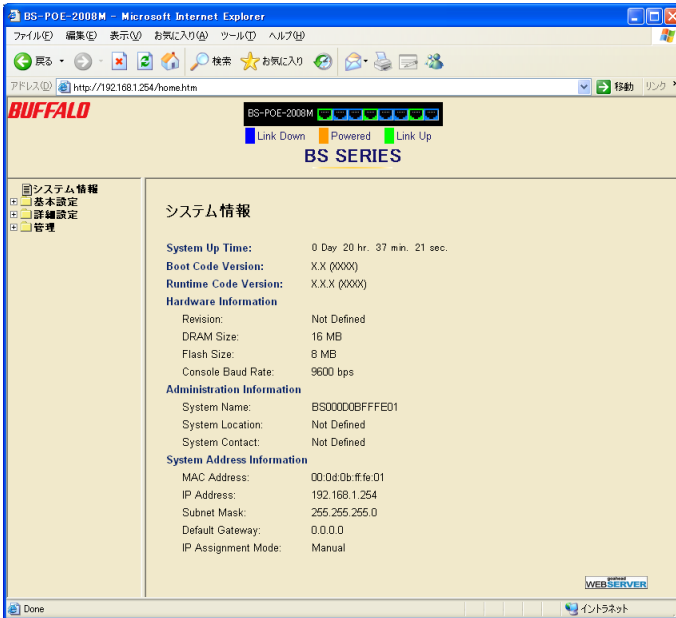 BS-POE-2008M - Microsoft Internet Explorer
ファイル(F) 編集(E) 表示(V) お気に入り(A) ツール(T) ヘルプ(H)
戻る 検索 お気に入り
アドレス(D) http://192.168.1.254/home.htm 移動 リンク »
BUFFALO
BS-POE-2008M
Link Down Powered Link Up
BS SERIES
システム情報
基本設定
詳細設定
管理
システム情報
System Up Time: 0 Day 20 hr. 37 min. 21 sec.
Boot Code Version: X.X (XXXX)
Runtime Code Version: X.X.X (XXXX)
Hardware Information
Revision: Not Defined
DRAM Size: 16 MB
Flash Size: 8 MB
Console Baud Rate: 9600 bps
Administration Information
System Name: BS000D0BFFFE01
System Location: Not Defined
System Contact: Not Defined
System Address Information
MAC Address: 00:0d:0b:ff:fe:01
IP Address: 192.168.1.254
Subnet Mask: 255.255.255.0
Default Gateway: 0.0.0.0
IP Assignment Mode: Manual
goahead
WEBSERVER
Done イントラネット